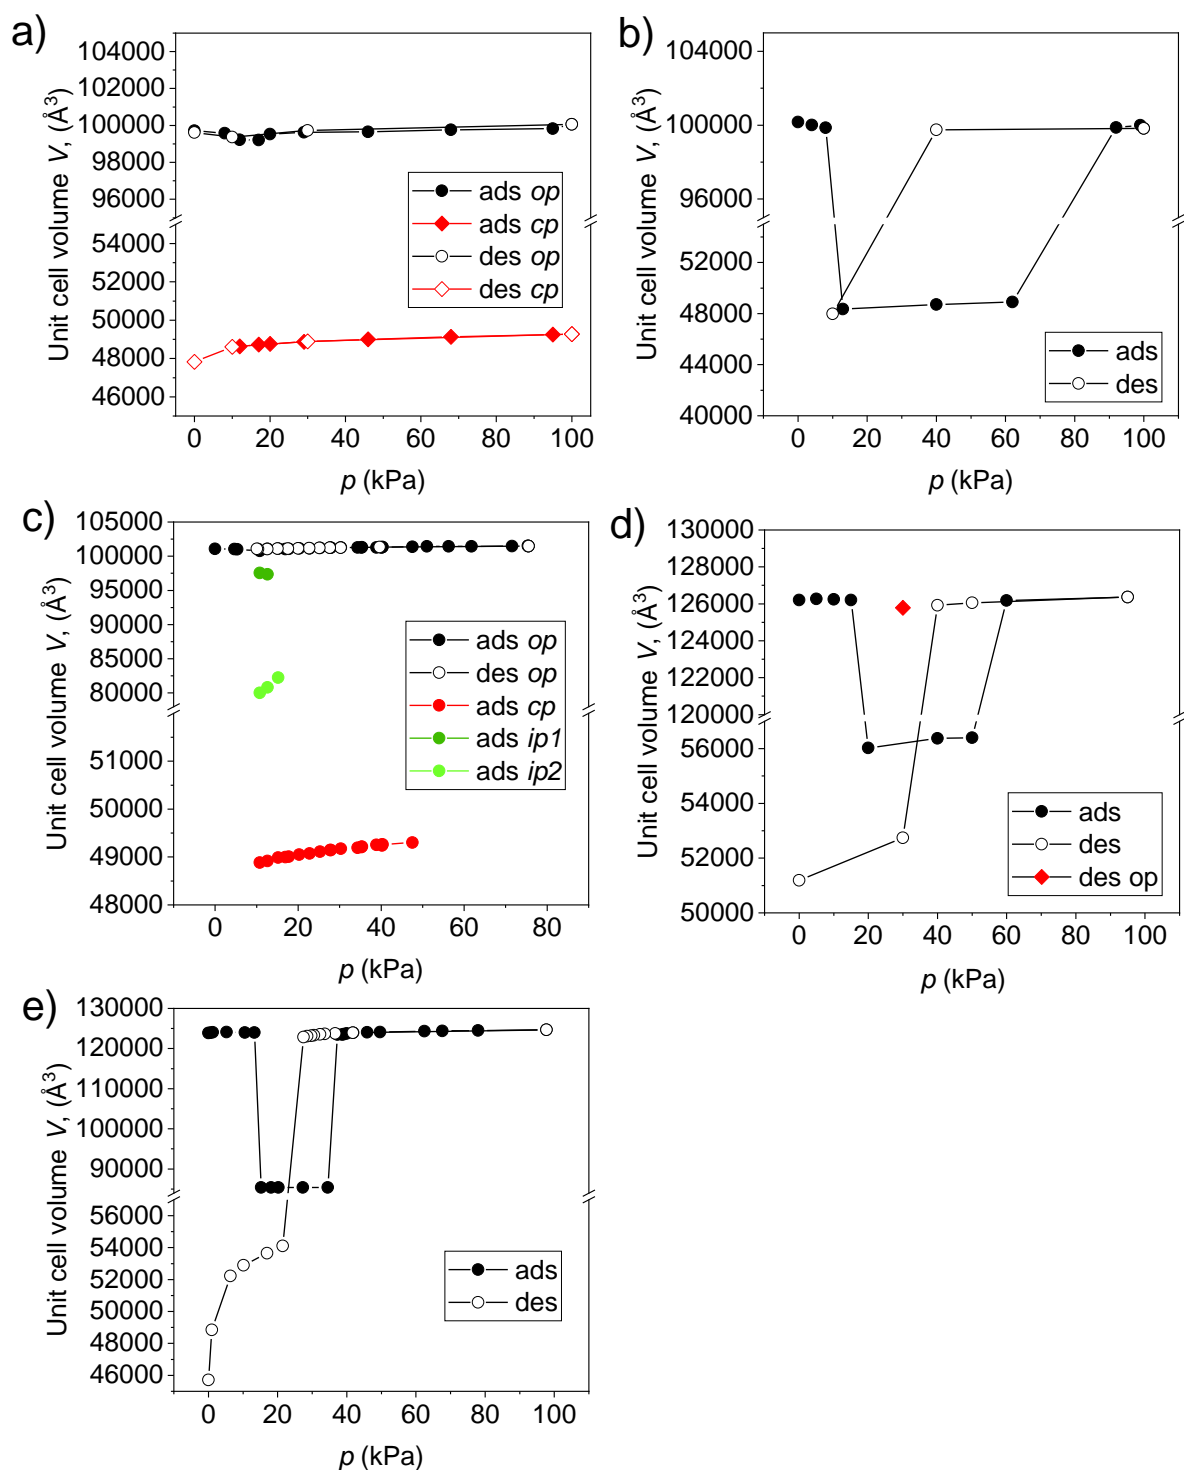 a)
104000
102000
100000
98000
96000
54000
52000
50000
48000
46000
Unit cell volume V, (Å³)
0 20 40 60 80 100
p (kPa)
ads op
ads cp
des op
des cp
b)
104000
100000
96000
52000
48000
44000
40000
Unit cell volume V, (Å³)
0 20 40 60 80 100
p (kPa)
ads
des
c)
105000
100000
95000
90000
85000
80000
51000
50000
49000
48000
Unit cell volume V, (Å³)
0 20 40 60 80
p (kPa)
ads op
des op
ads cp
ads ip1
ads ip2
d)
130000
128000
126000
124000
122000
120000
56000
54000
52000
50000
Unit cell volume V, (Å³)
0 20 40 60 80 100
p (kPa)
ads
des
des op
e)
130000
120000
110000
100000
90000
56000
54000
52000
50000
48000
46000
Unit cell volume V, (Å³)
0 20 40 60 80 100
p (kPa)
ads
des